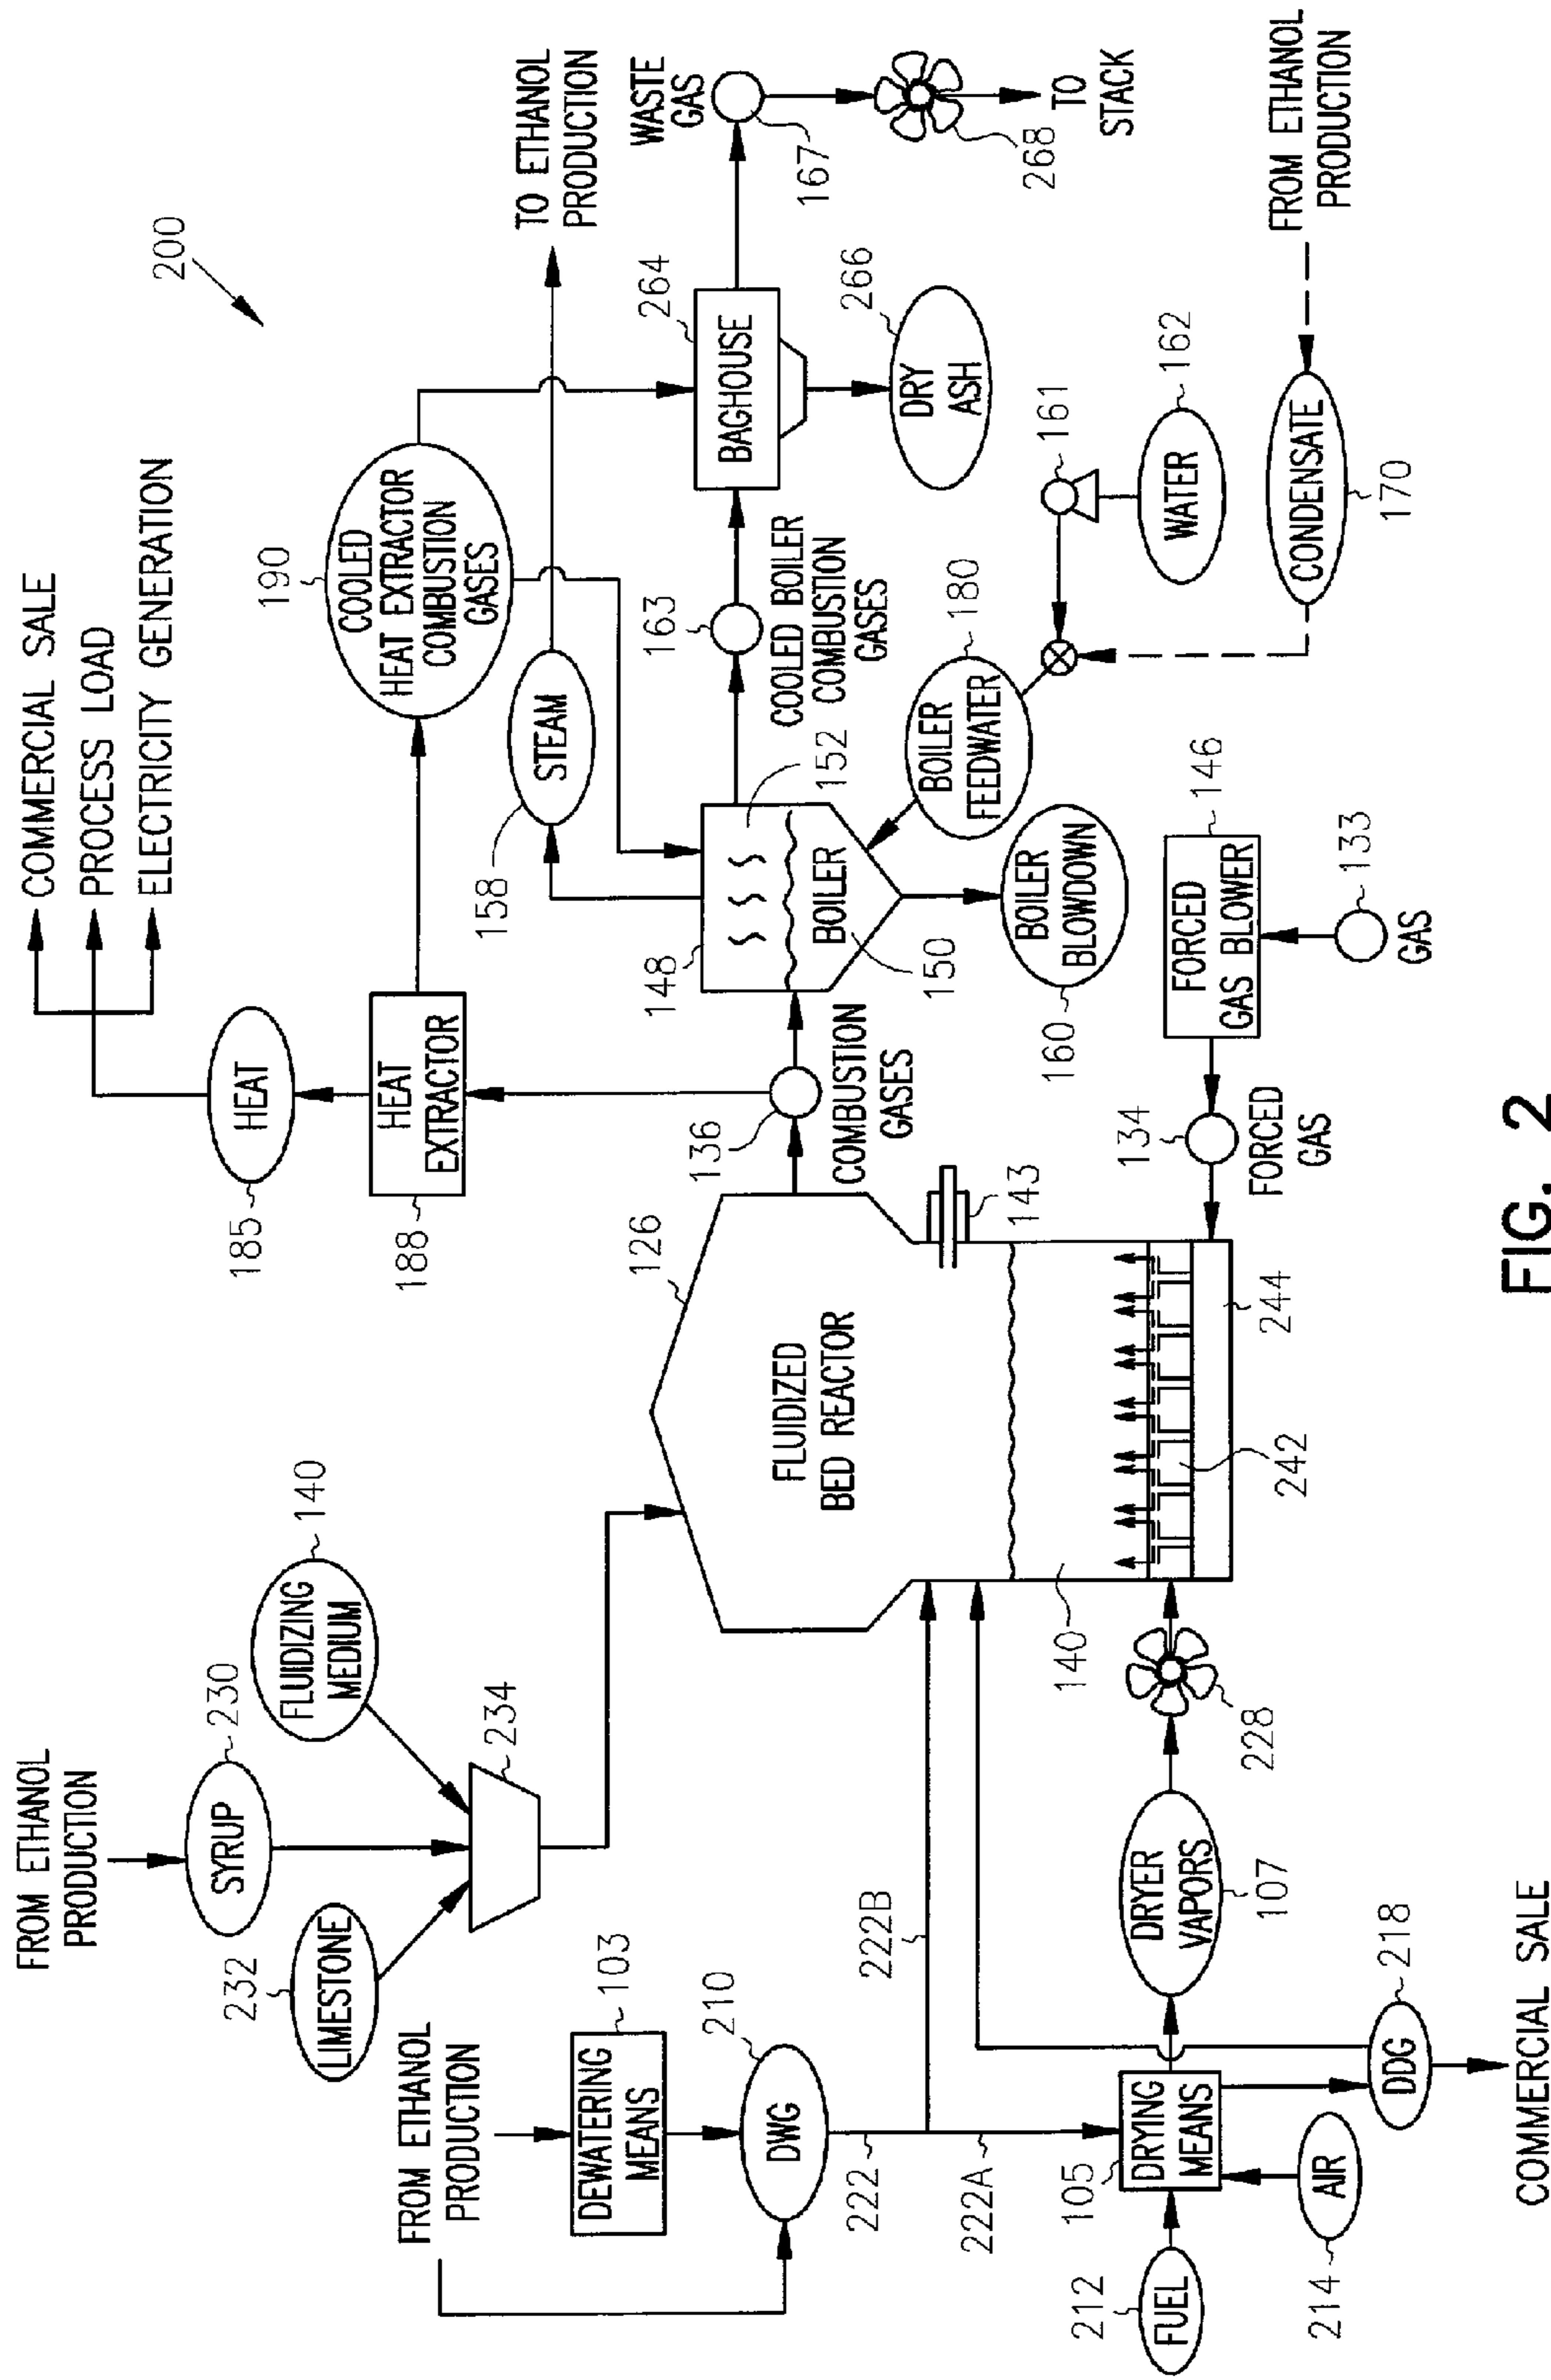 200
COMMERCIAL SALE
PROCESS LOAD
ELECTRICITY GENERATION
185
HEAT
188
HEAT
EXTRACTOR
190
COOLED
HEAT EXTRACTOR
COMBUSTION
GASES
TO ETHANOL
PRODUCTION
158
STEAM
FROM ETHANOL
PRODUCTION
SYRUP
230
232
LIMESTONE
FLUIDIZING
MEDIUM
140
234
126
FLUIDIZED
BED REACTOR
136
COMBUSTION
GASES
148
152
BOILER
150
163
COOLED BOILER
COMBUSTION
GASES
BAGHOUSE
264
WASTE
GAS
167
268
TO
STACK
DRY
ASH
266
BOILER
FEEDWATER
180
161
WATER
162
FROM ETHANOL
PRODUCTION
CONDENSATE
170
BOILER
BLOWDOWN
160
FORCED
GAS BLOWER
146
133
GAS
134
FORCED
GAS
143
244
242
140
FROM ETHANOL
PRODUCTION
DEWATERING
MEANS
103
DWG
210
222
222B
222A
105
DRYING
MEANS
212
FUEL
AIR
214
DRYER
VAPORS
107
228
DDG
218
COMMERCIAL SALE
FIG. 2